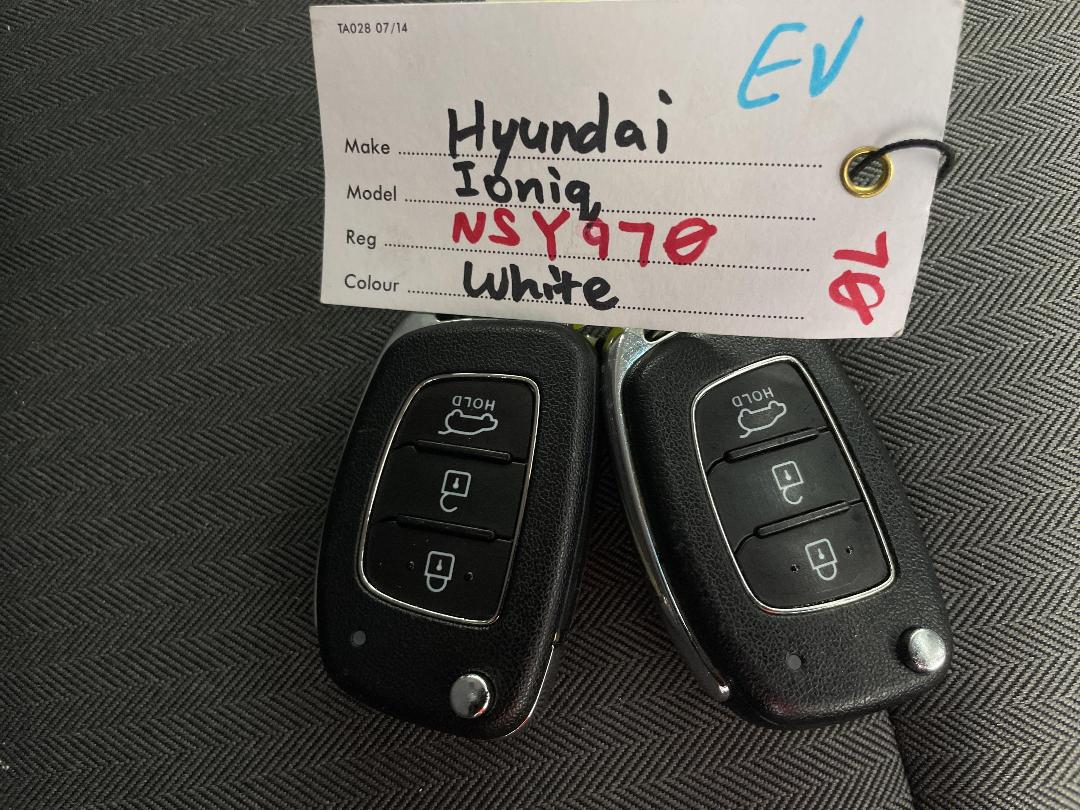 TA028 07/14
EV
Make Hyundai
Model Ioniq
Reg NSY970
Colour White
70
HOLD
HOLD